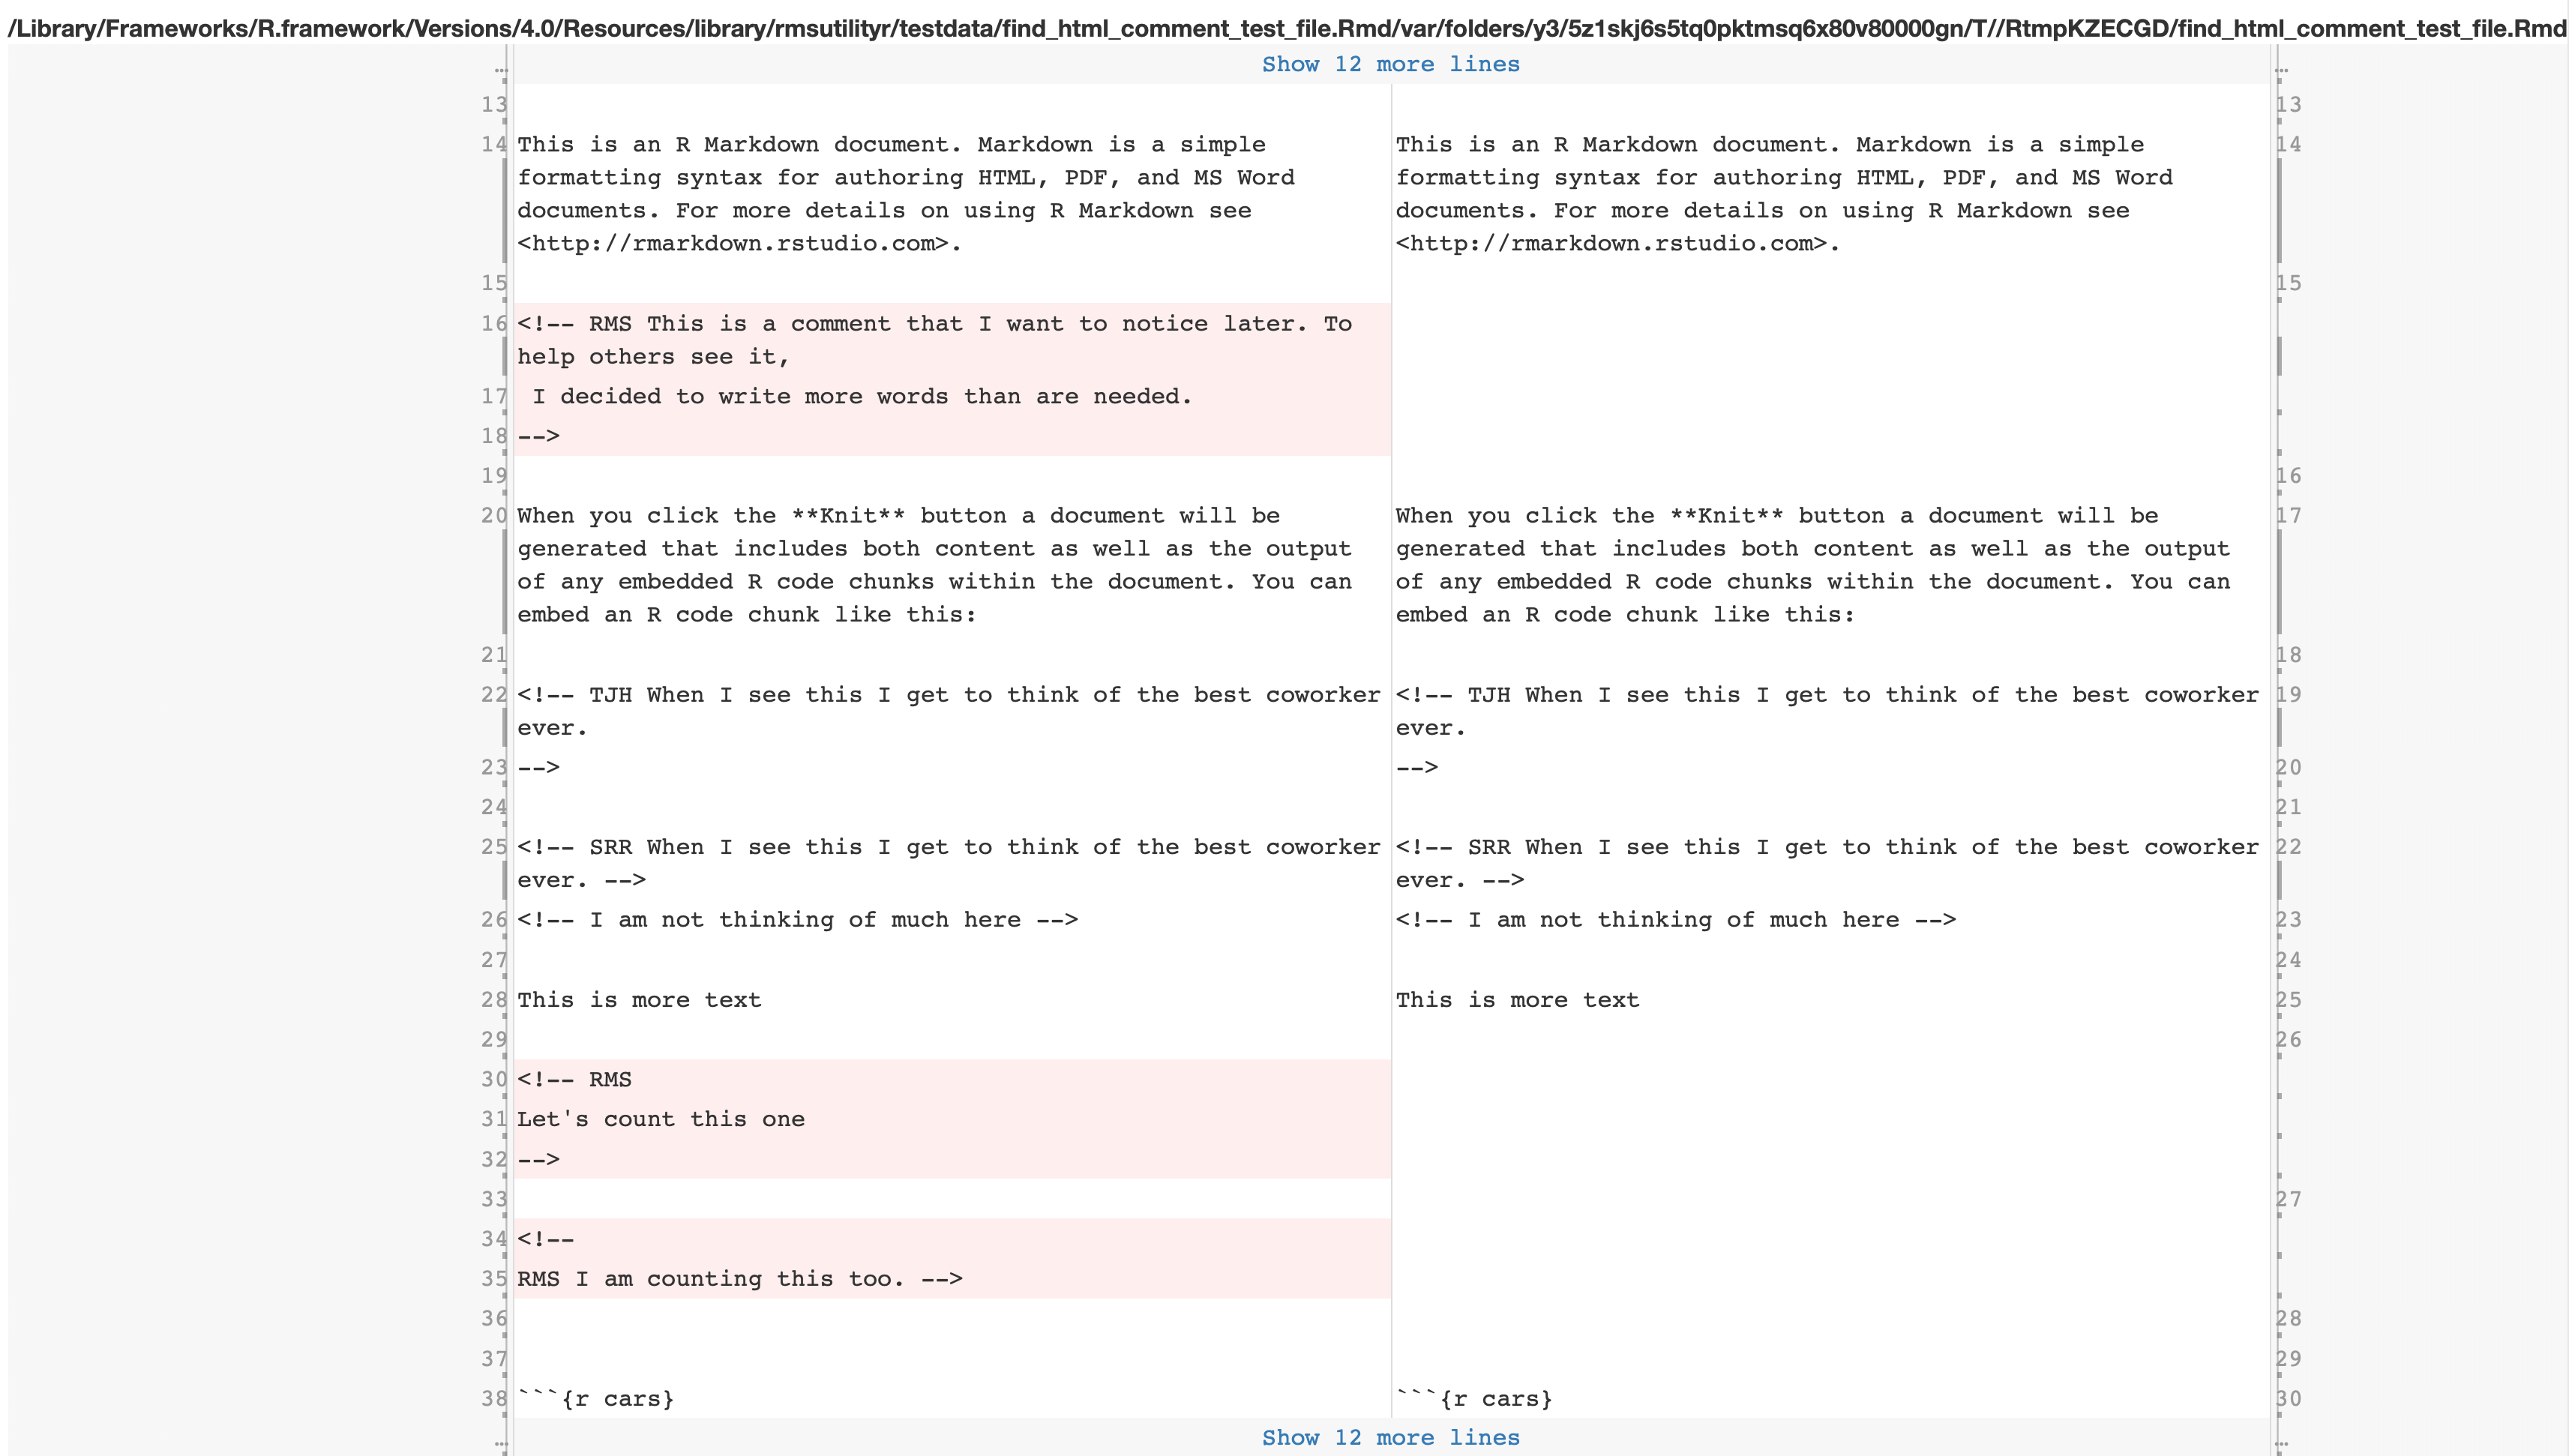 /Library/Frameworks/R.framework/Versions/4.0/Resources/library/rmsutilityr/testdata/find_html_comment_test_file.Rmd/var/folders/y3/5z1skj6s5tq0pktmsq6x80v80000gn/T//RtmpKZECGD/find_html_comment_test_file.Rmd
... Show 12 more lines ...
13 13
14 This is an R Markdown document. Markdown is a simple This is an R Markdown document. Markdown is a simple 14
formatting syntax for authoring HTML, PDF, and MS Word formatting syntax for authoring HTML, PDF, and MS Word
documents. For more details on using R Markdown see documents. For more details on using R Markdown see
<http://rmarkdown.rstudio.com>. <http://rmarkdown.rstudio.com>.
15 15
16 <!-- RMS This is a comment that I want to notice later. To
help others see it,
17  I decided to write more words than are needed.
18 -->
19 16
20 When you click the **Knit** button a document will be When you click the **Knit** button a document will be 17
generated that includes both content as well as the output generated that includes both content as well as the output
of any embedded R code chunks within the document. You can of any embedded R code chunks within the document. You can
embed an R code chunk like this: embed an R code chunk like this:
21 18
22 <!-- TJH When I see this I get to think of the best coworker <!-- TJH When I see this I get to think of the best coworker 19
ever. ever.
23 --> --> 20
24 21
25 <!-- SRR When I see this I get to think of the best coworker <!-- SRR When I see this I get to think of the best coworker 22
ever. --> ever. -->
26 <!-- I am not thinking of much here --> <!-- I am not thinking of much here --> 23
27 24
28 This is more text This is more text 25
29 26
30 <!-- RMS
31 Let's count this one
32 -->
33 27
34 <!--
35 RMS I am counting this too. -->
36 28
37 29
38 ```{r cars} ```{r cars} 30
... Show 12 more lines ...